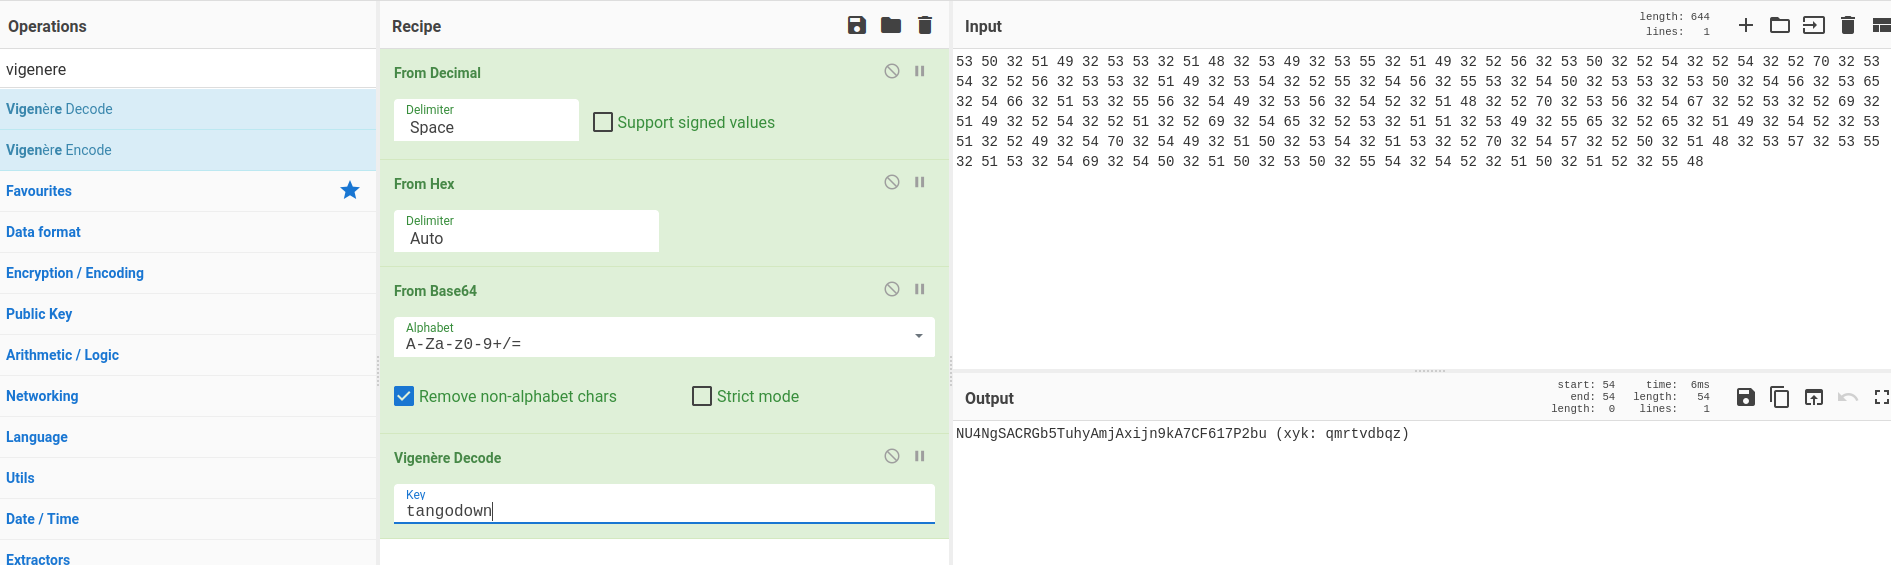 Operations
vigenere
Vigenère Decode
Vigenère Encode
Favourites
Data format
Encryption / Encoding
Public Key
Arithmetic / Logic
Networking
Language
Utils
Date / Time
Extractors
Recipe
From Decimal
Delimiter
Space
Support signed values
From Hex
Delimiter
Auto
From Base64
Alphabet
A-Za-z0-9+/=
Remove non-alphabet chars
Strict mode
Vigenère Decode
Key
tangodown
Input
length: 644
lines: 1
53 50 32 51 49 32 53 53 32 51 48 32 53 49 32 53 55 32 51 49 32 52 56 32 53 50 32 52 54 32 52 54 32 52 70 32 53
54 32 52 56 32 53 53 32 51 49 32 53 54 32 52 55 32 54 56 32 55 53 32 54 50 32 53 32 53 50 32 54 56 32 53 65
32 54 66 32 51 53 32 55 56 32 54 49 32 53 56 32 54 52 32 51 48 32 52 70 32 53 56 32 54 67 32 52 53 32 52 69 32
51 49 32 52 54 32 52 51 32 52 69 32 54 65 32 52 53 32 51 51 32 53 49 32 55 65 32 52 65 32 51 49 32 54 52 32 53
51 32 52 49 32 54 70 32 54 49 32 51 50 32 53 54 32 51 53 32 52 70 32 54 57 32 52 50 32 51 48 32 53 57 32 53 55
32 51 53 32 54 69 32 54 50 32 51 50 32 53 50 32 55 54 32 54 52 32 51 50 32 51 52 32 55 48
Output
start: 54
end: 54
length: 0
time: 6ms
length: 54
lines: 1
NU4NgSACRGb5TuhyAmjAxijn9kA7CF617P2bu (xyk: qmrtvdbqz)